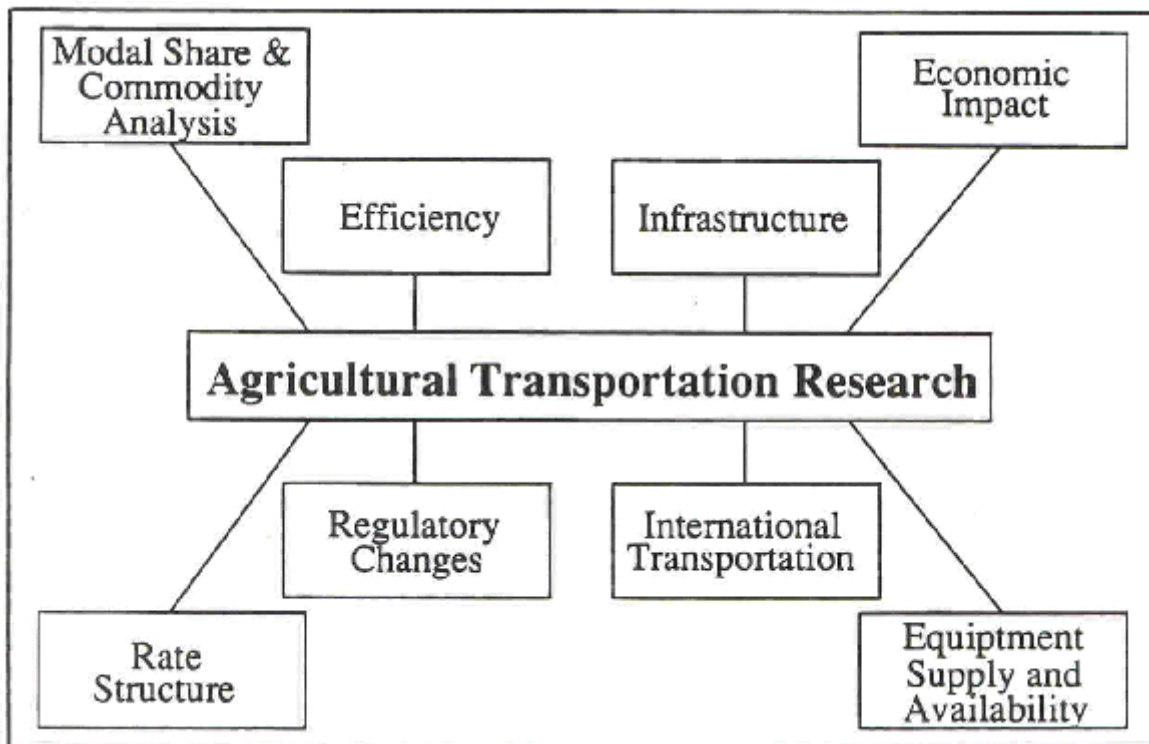 Modal Share &
Commodity
Analysis
Economic
Impact
Efficiency
Infrastructure
Agricultural Transportation Research
Regulatory
Changes
International
Transportation
Rate
Structure
Equiptment
Supply and
Availability